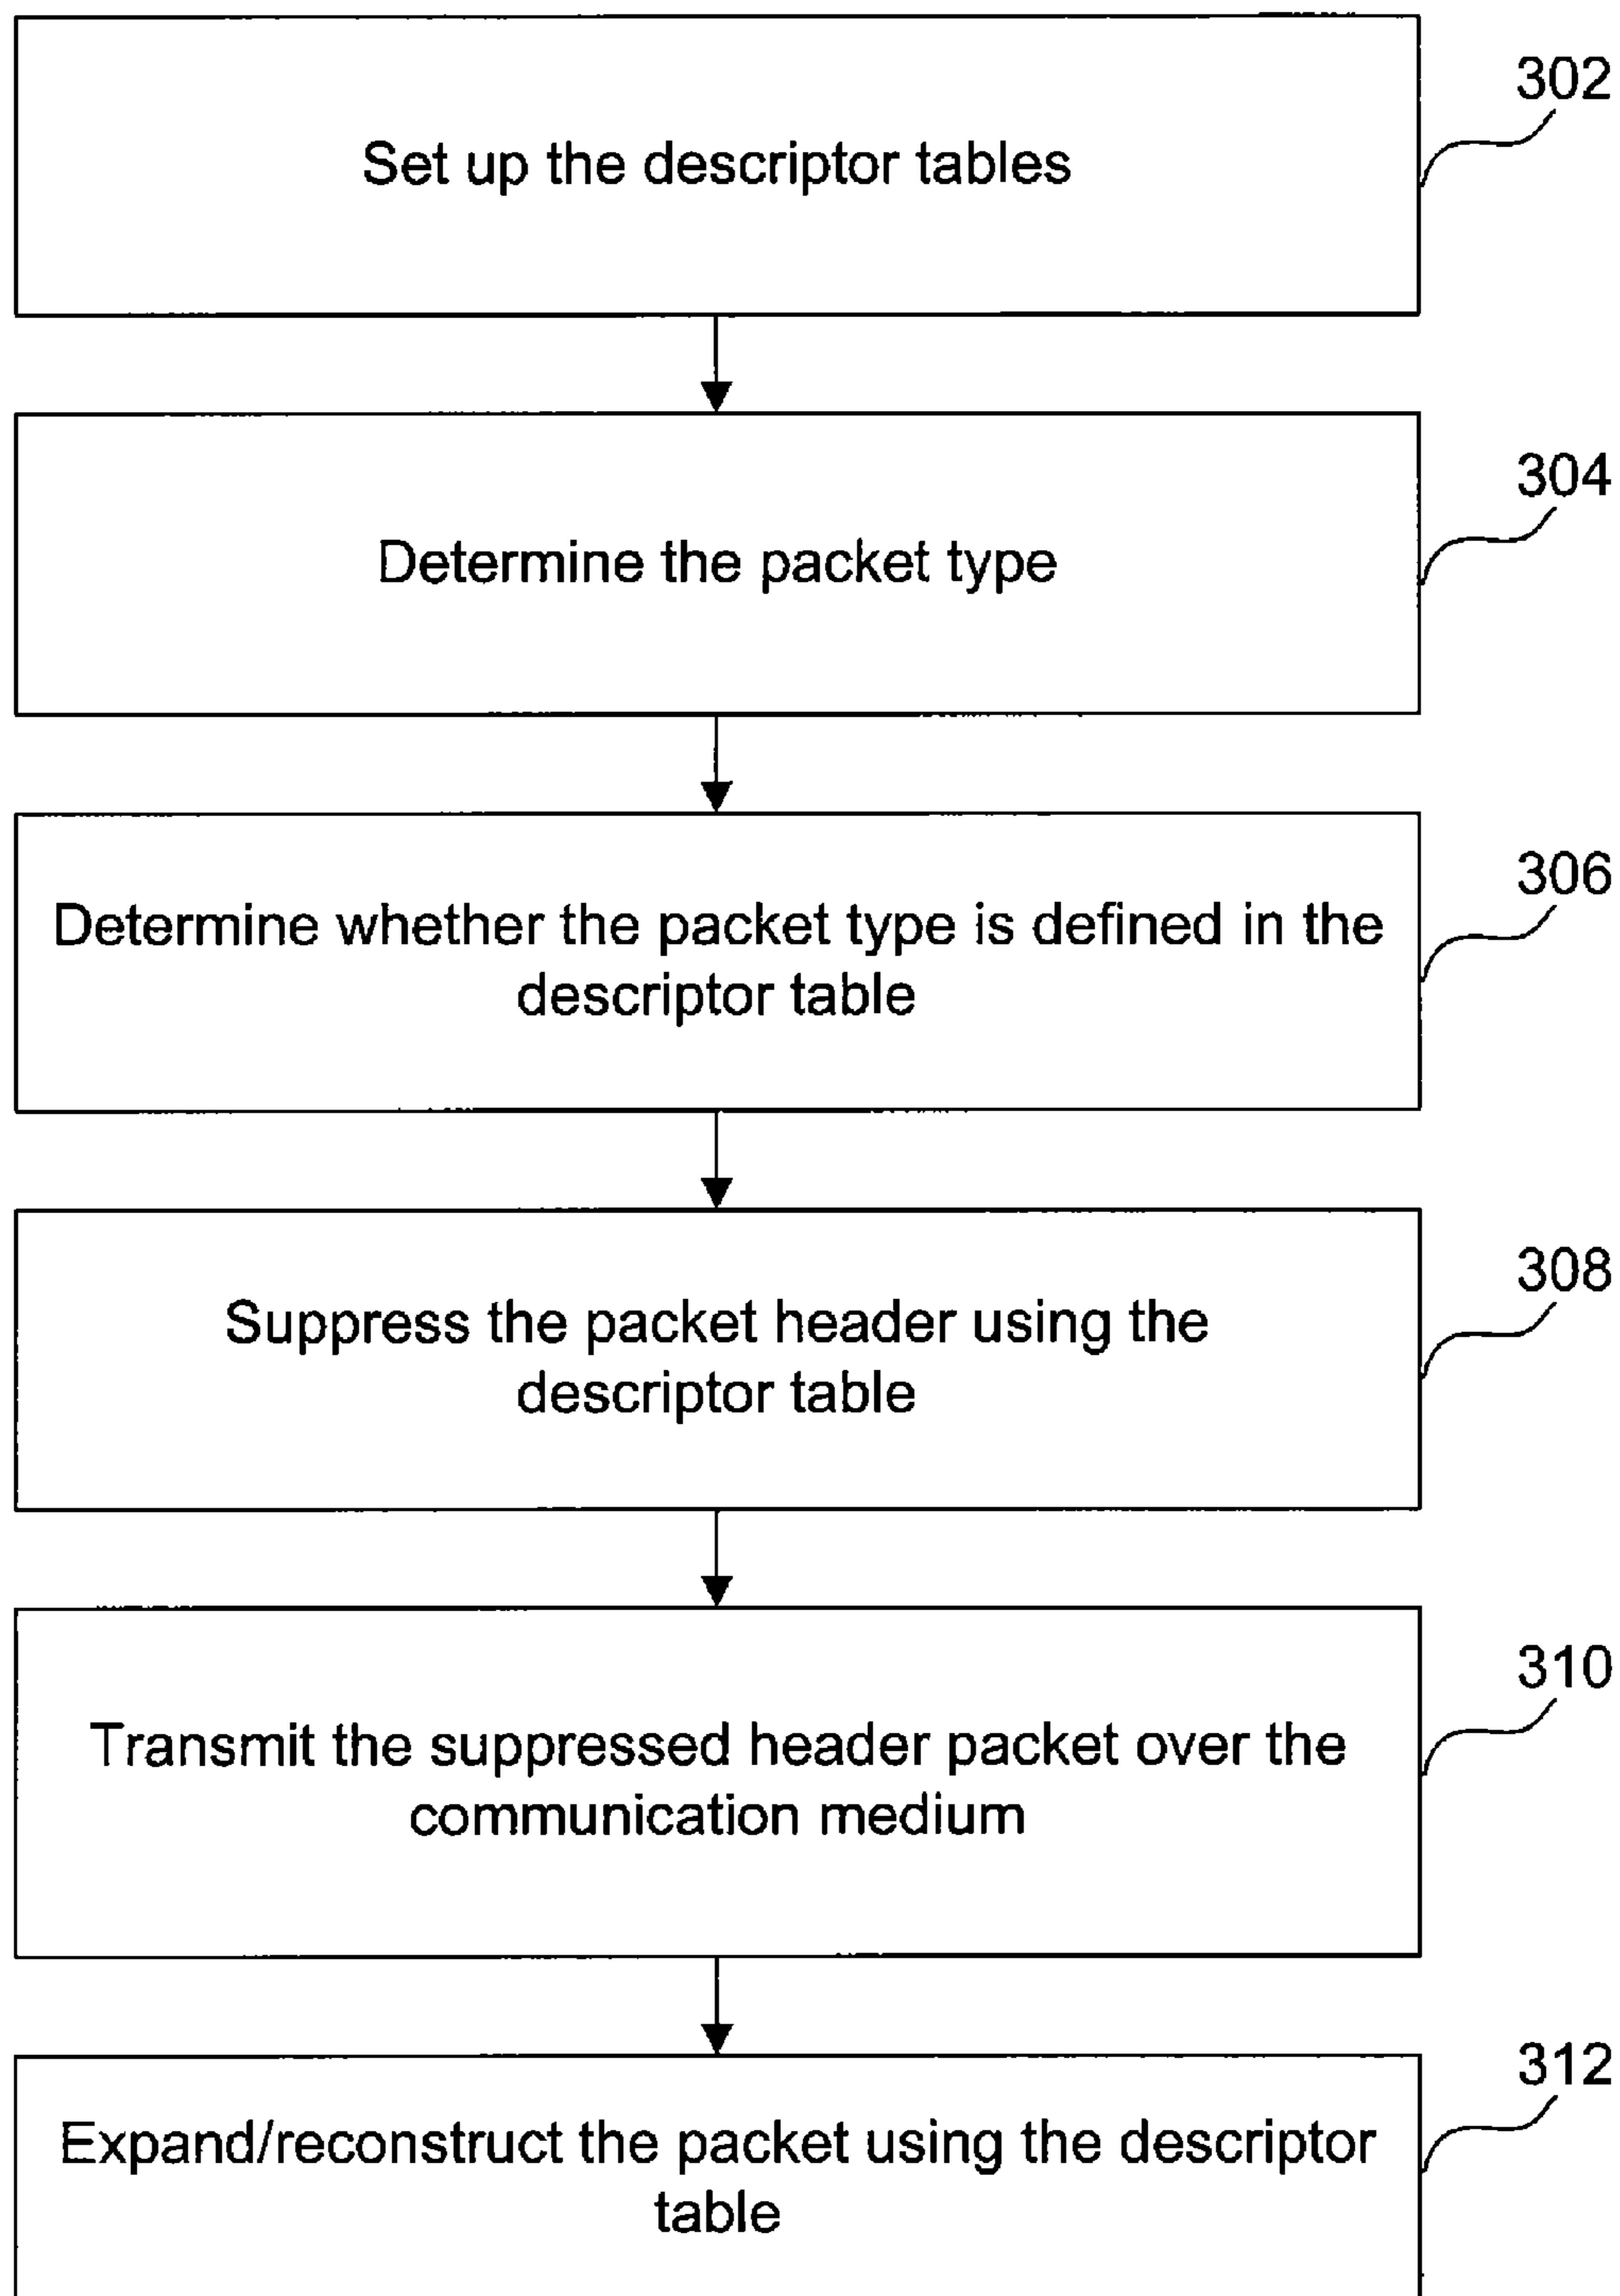 302
Set up the descriptor tables
304
Determine the packet type
306
Determine whether the packet type is defined in the
descriptor table
308
Suppress the packet header using the
descriptor table
310
Transmit the suppressed header packet over the
communication medium
312
Expand/reconstruct the packet using the descriptor
table